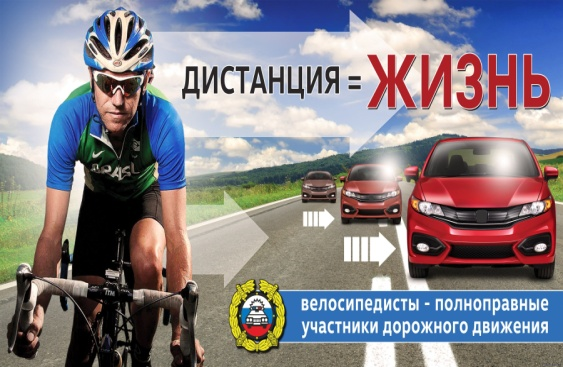 ДИСТАНЦИЯ = ЖИЗНЬ
BRASIL
велосипедисты - полноправные
участники дорожного движения